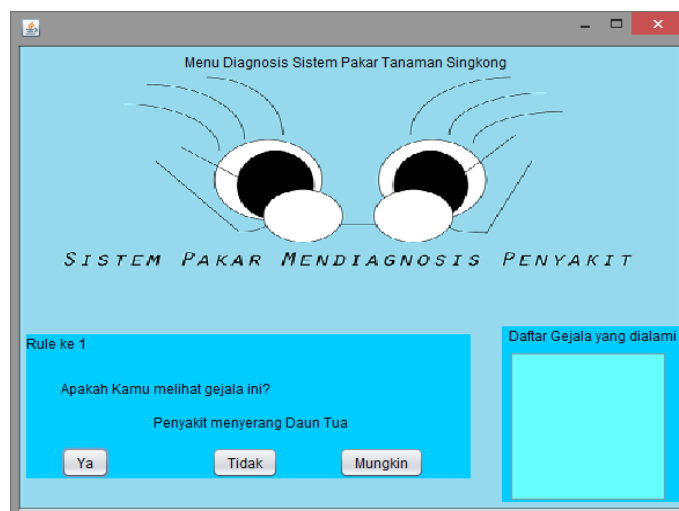 Menu Diagnosis Sistem Pakar Tanaman Singkong
SISTEM PAKAR MENDIAGNOSIS PENYAKIT
Rule ke 1
Daftar Gejala yang dialami
Apakah Kamu melihat gejala ini?
Penyakit menyerang Daun Tua
Ya Tidak Mungkin